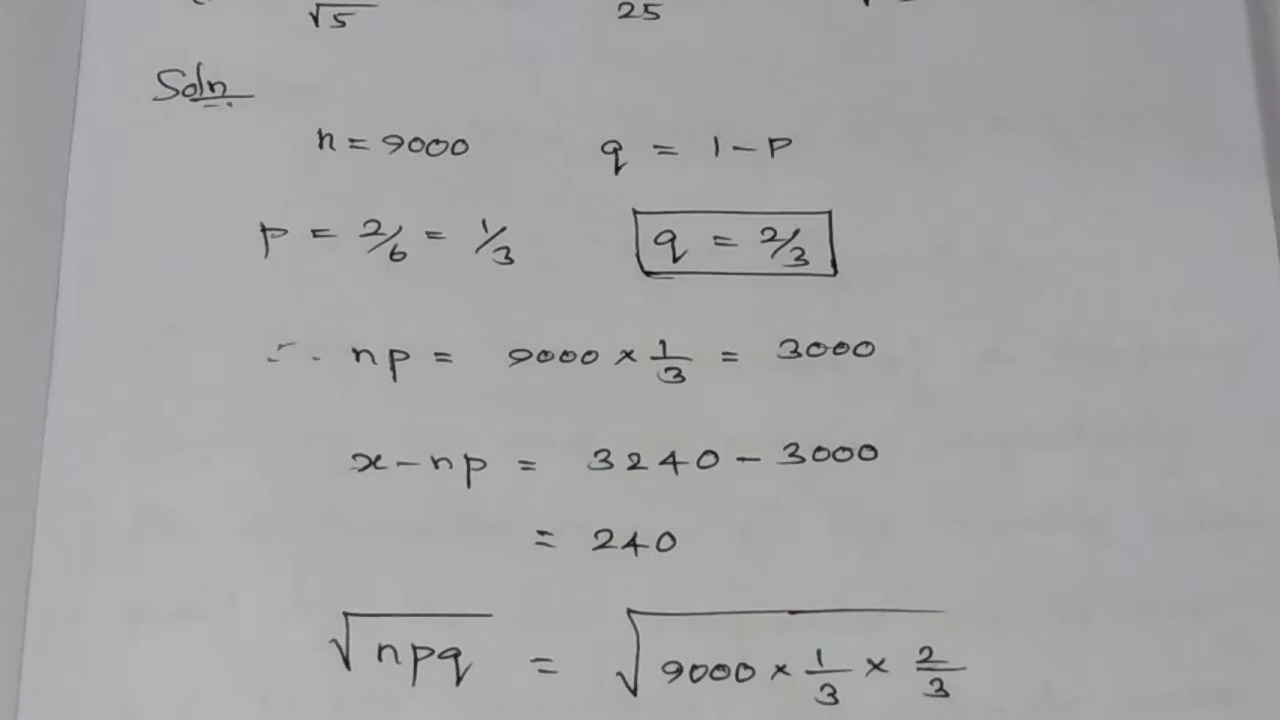 √5 25
Soln
n = 9000 q = 1 - P
p = 2/6 = 1/3 q = 2/3
∴ np = 9000 × 1/3 = 3000
x - np = 3240 - 3000
= 240
√npq = √9000 × 1/3 × 2/3